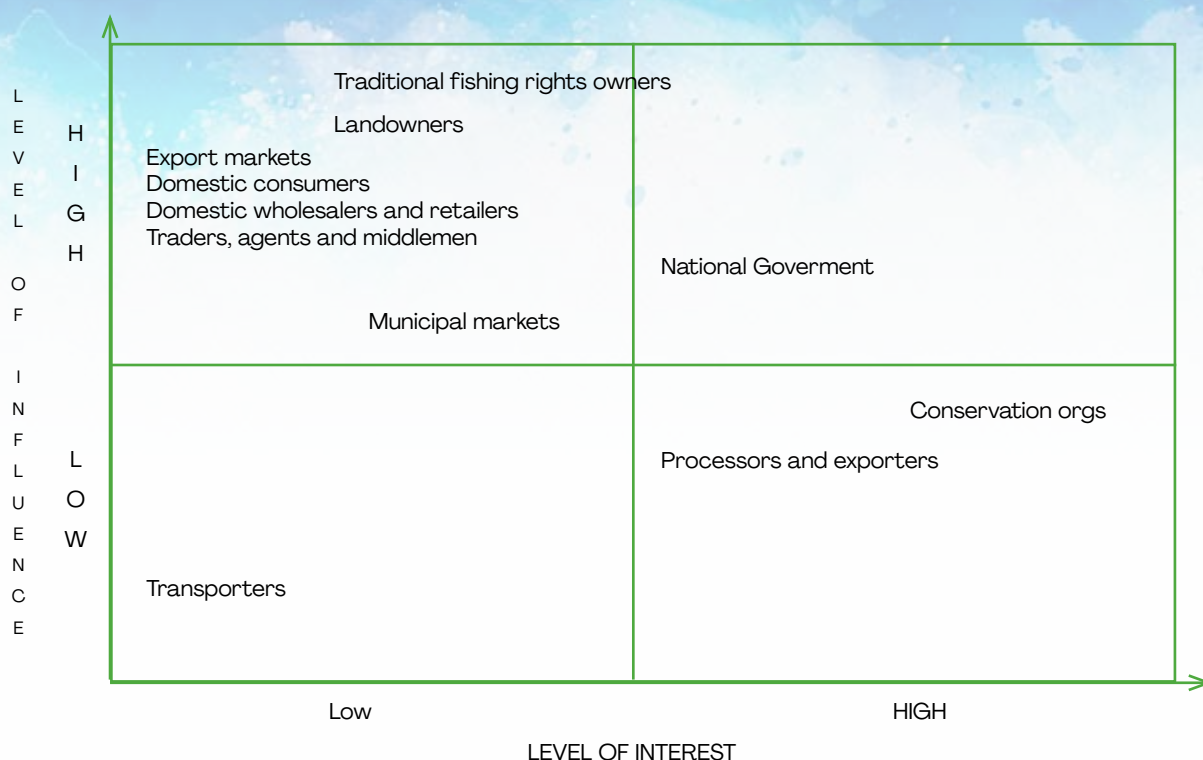 LEVEL OF INFLUENCE
HIGH
LOW
Traditional fishing rights owners
Landowners
Export markets
Domestic consumers
Domestic wholesalers and retailers
Traders, agents and middlemen
Municipal markets
National Goverment
Conservation orgs
Processors and exporters
Transporters
Low
HIGH
LEVEL OF INTEREST